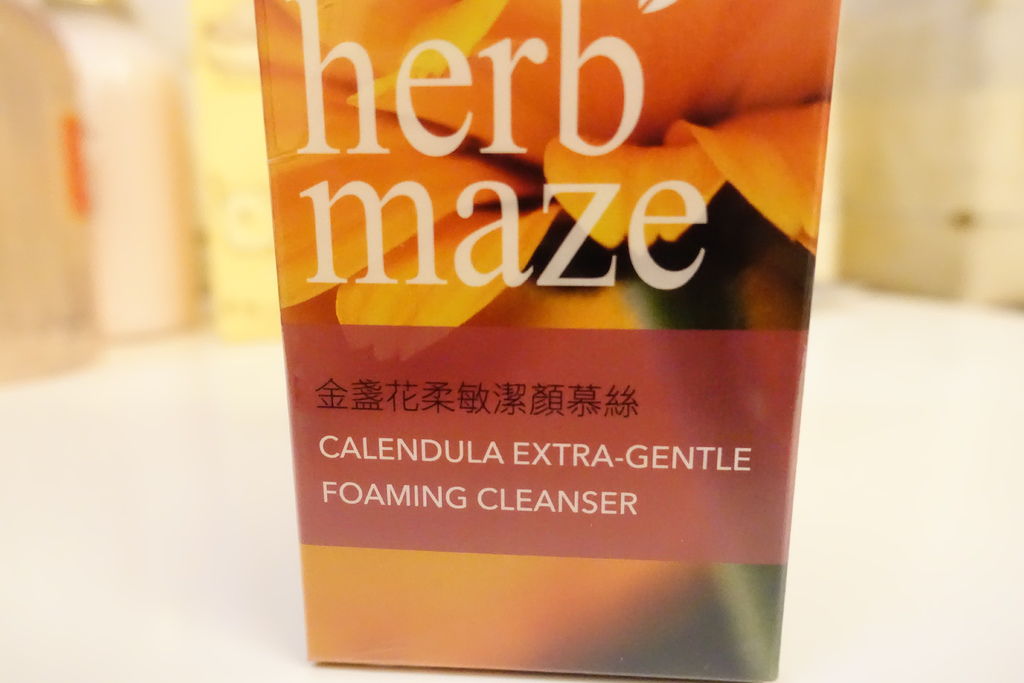 herb
maze
金盞花柔敏潔顏慕絲
CALENDULA EXTRA-GENTLE
FOAMING CLEANSER